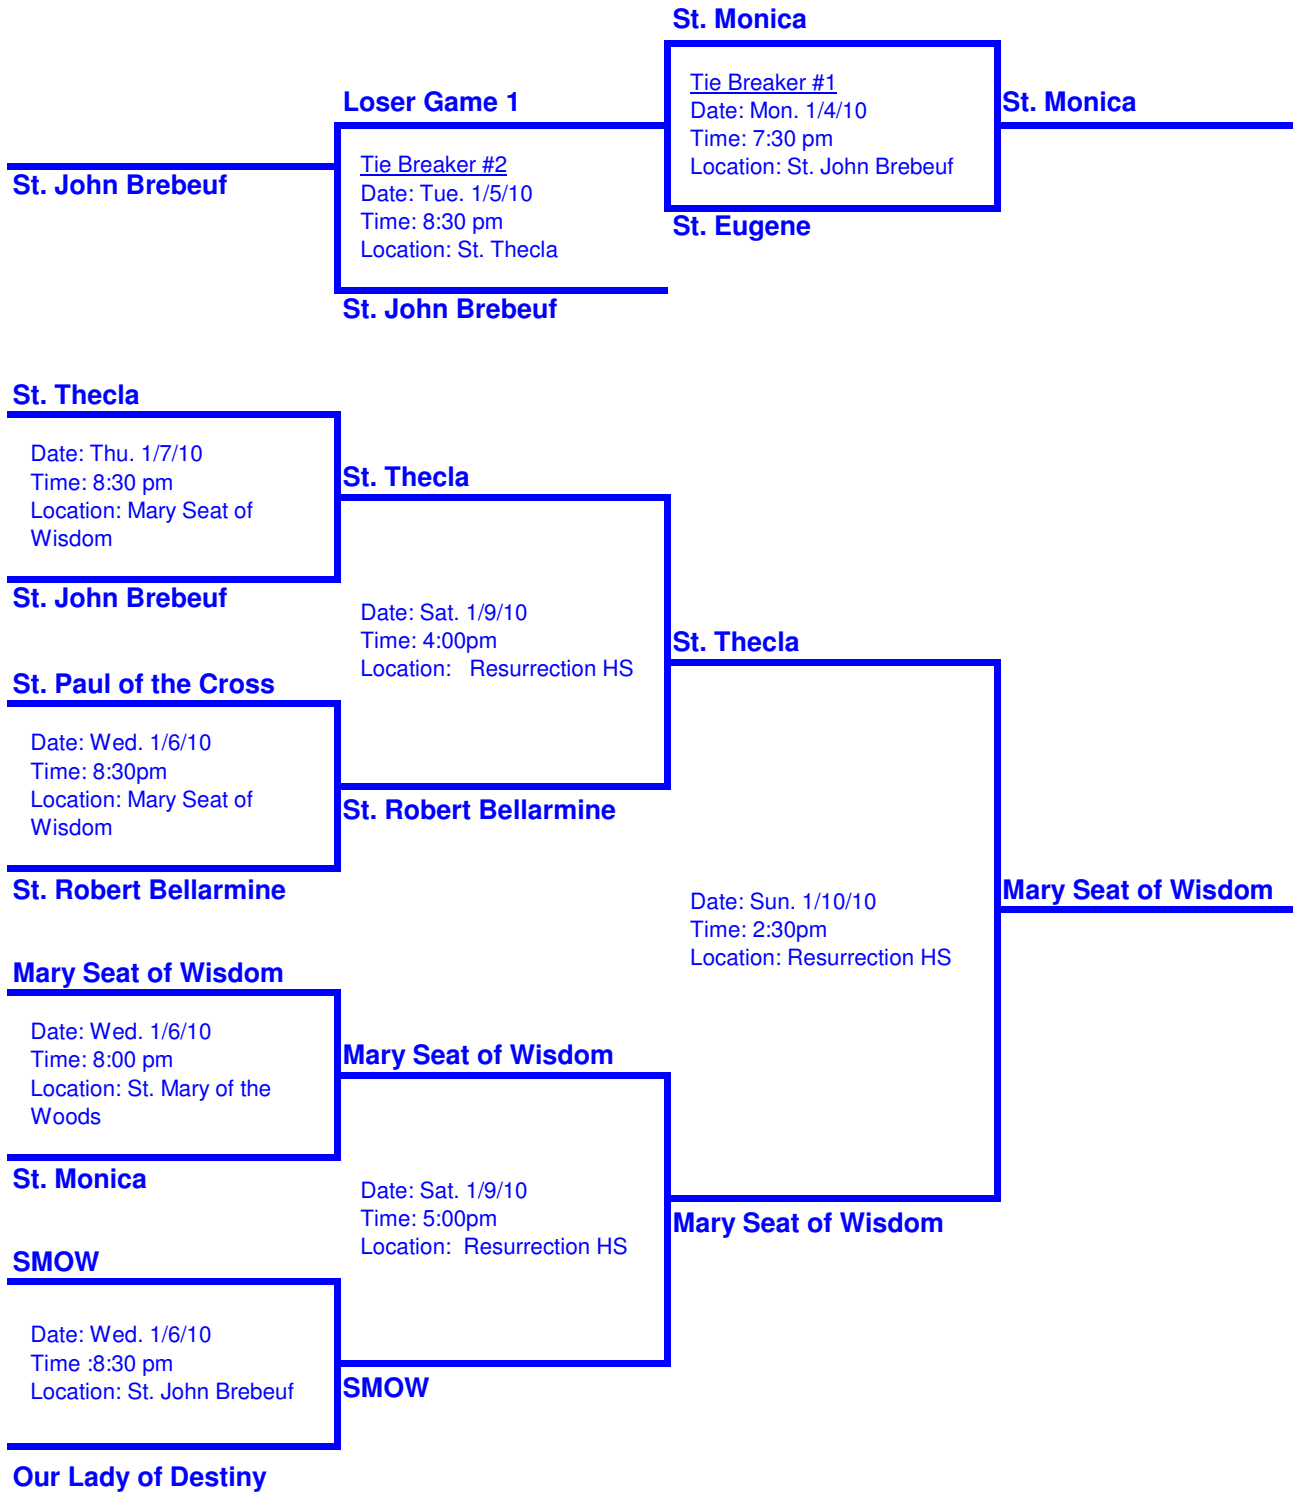 St. Monica
Tie Breaker #1
Date: Mon. 1/4/10
Time: 7:30 pm
Location: St. John Brebeuf
St. Eugene
St. Monica
Loser Game 1
Tie Breaker #2
Date: Tue. 1/5/10
Time: 8:30 pm
Location: St. Thecla
St. John Brebeuf
St. John Brebeuf
St. Thecla
Date: Thu. 1/7/10
Time: 8:30 pm
Location: Mary Seat of
Wisdom
St. John Brebeuf
St. Thecla
Date: Sat. 1/9/10
Time: 4:00pm
Location: Resurrection HS
St. Thecla
St. Paul of the Cross
Date: Wed. 1/6/10
Time: 8:30pm
Location: Mary Seat of
Wisdom
St. Robert Bellarmine
St. Robert Bellarmine
Date: Sun. 1/10/10
Time: 2:30pm
Location: Resurrection HS
Mary Seat of Wisdom
Mary Seat of Wisdom
Date: Wed. 1/6/10
Time: 8:00 pm
Location: St. Mary of the
Woods
St. Monica
Mary Seat of Wisdom
Date: Sat. 1/9/10
Time: 5:00pm
Location: Resurrection HS
Mary Seat of Wisdom
SMOW
Date: Wed. 1/6/10
Time :8:30 pm
Location: St. John Brebeuf
SMOW
Our Lady of Destiny